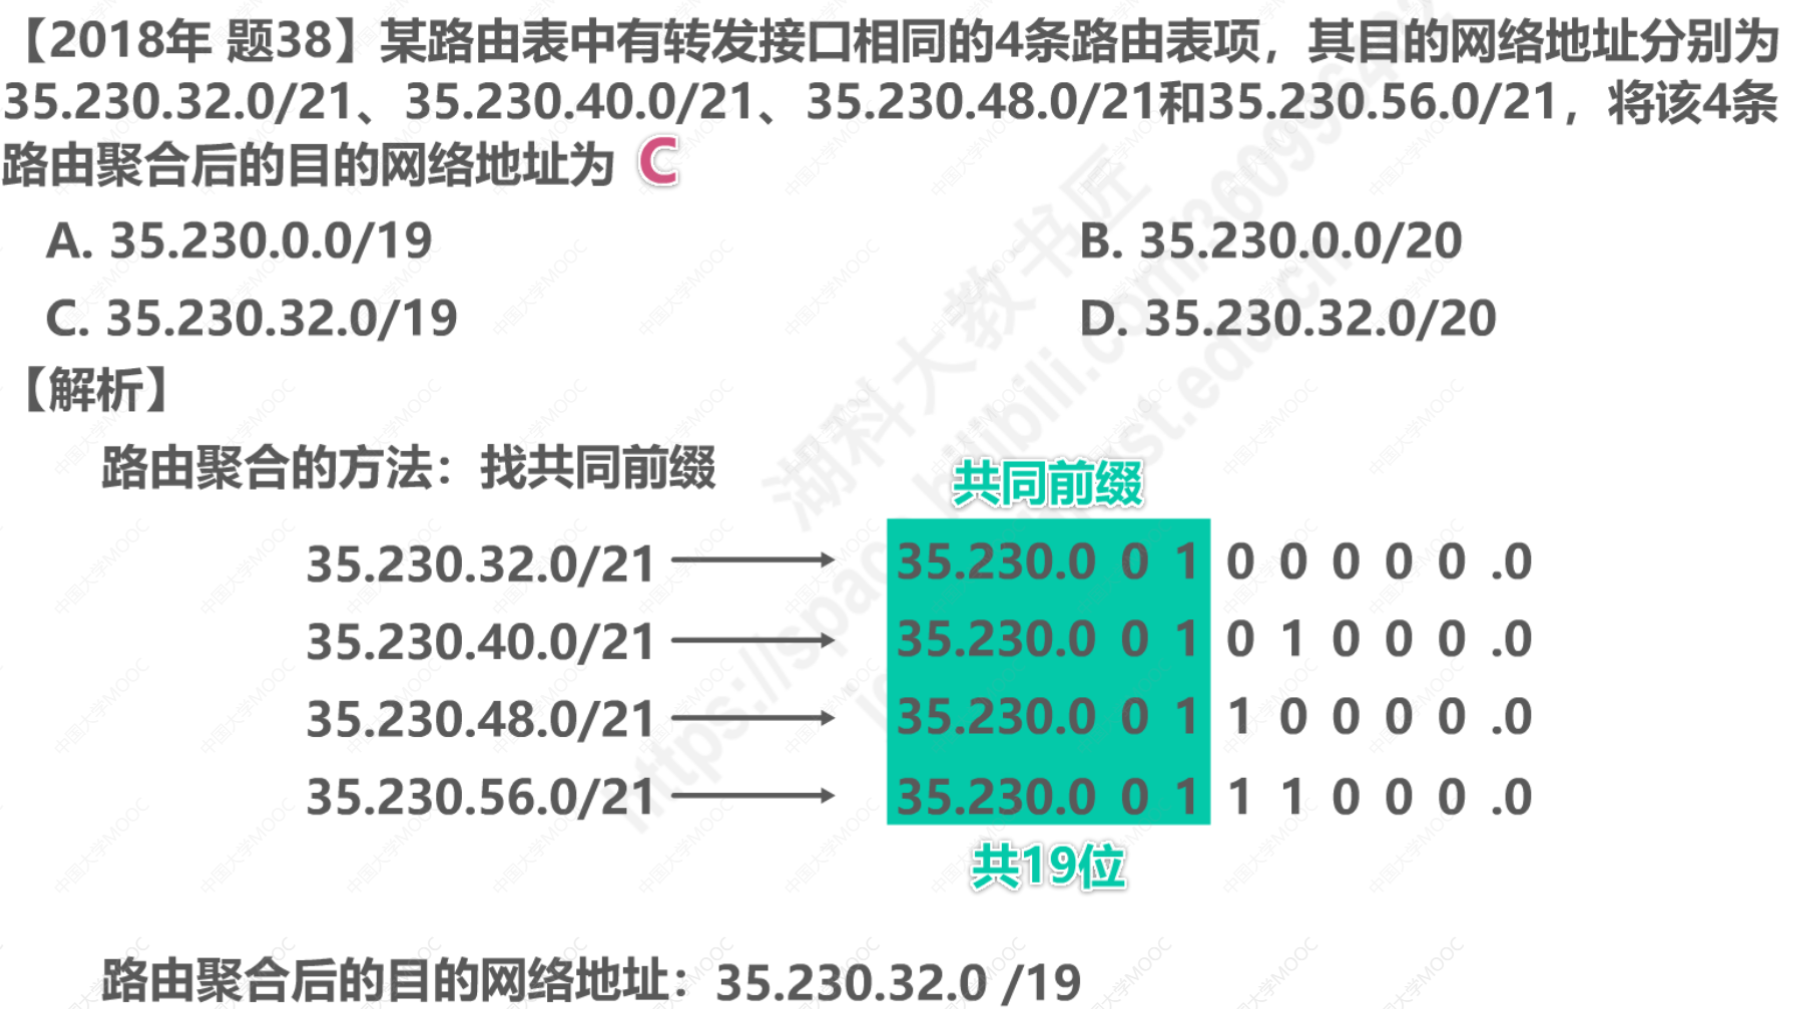 【2018年 题38】某路由表中有转发接口相同的4条路由表项，其目的网络地址分别为
35.230.32.0/21、35.230.40.0/21、35.230.48.0/21和35.230.56.0/21，将该4条
路由聚合后的目的网络地址为 C
A. 35.230.0.0/19
B. 35.230.0.0/20
C. 35.230.32.0/19
D. 35.230.32.0/20
【解析】
路由聚合的方法：找共同前缀
共同前缀
35.230.32.0/21 35.230.0 0 1 0 0 0 0 0 .0
35.230.40.0/21 35.230.0 0 1 0 1 0 0 0 .0
35.230.48.0/21 35.230.0 0 1 1 0 0 0 0 .0
35.230.56.0/21 35.230.0 0 1 1 1 0 0 0 .0
共19位
路由聚合后的目的网络地址：35.230.32.0 /19
湖科大教书匠
中国大学MOOC